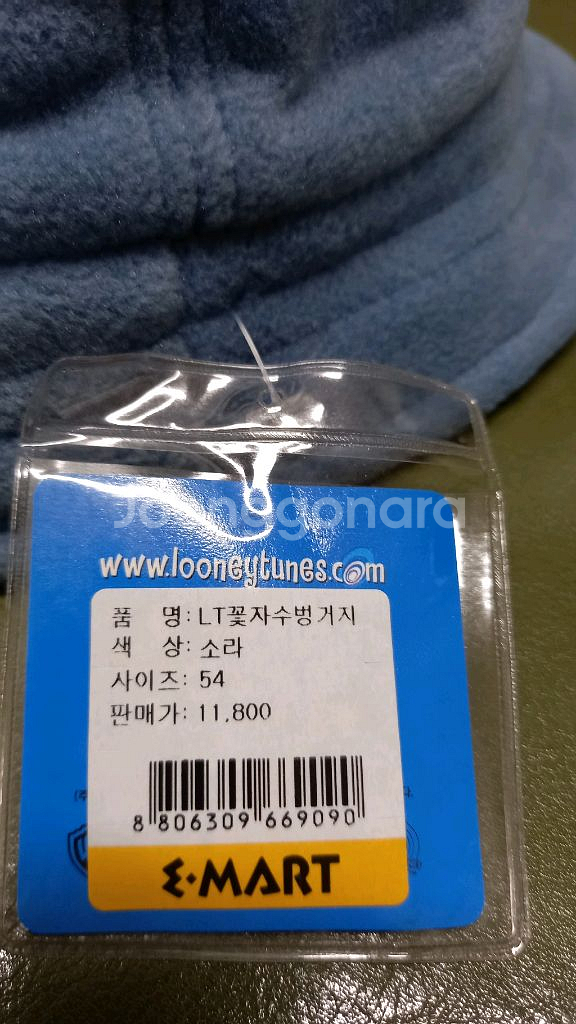 Joonggonara
www.looneytunes.com
품 명: LT꽃자수벙거지
색 상: 소라
사이즈: 54
판매가: 11,800
8 806309 669090
E·MART